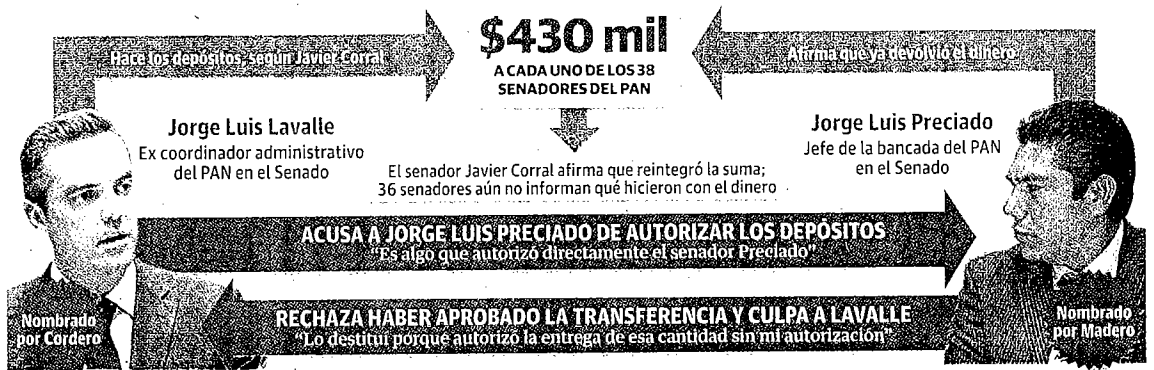 $430 mil
A CADA UNO DE LOS 38
SENADORES DEL PAN
Hace los depósitos, según Javier Corral
Afirma que ya devolvió el dinero
Jorge Luis Lavalle
Ex coordinador administrativo
del PAN en el Senado
Jorge Luis Preciado
Jefe de la bancada del PAN
en el Senado
El senador Javier Corral afirma que reintegró la suma;
36 senadores aún no informan qué hicieron con el dinero
ACUSA A JORGE LUIS PRECIADO DE AUTORIZAR LOS DEPÓSITOS
"Es algo que autorizó directamente el senador Preciado"
RECHAZA HABER APROBADO LA TRANSFERENCIA Y CULPA A LAVALLE
"Lo destituí porque autorizó la entrega de esa cantidad sin mi autorización"
Nombrado
por Cordero
Nombrado
por Madero